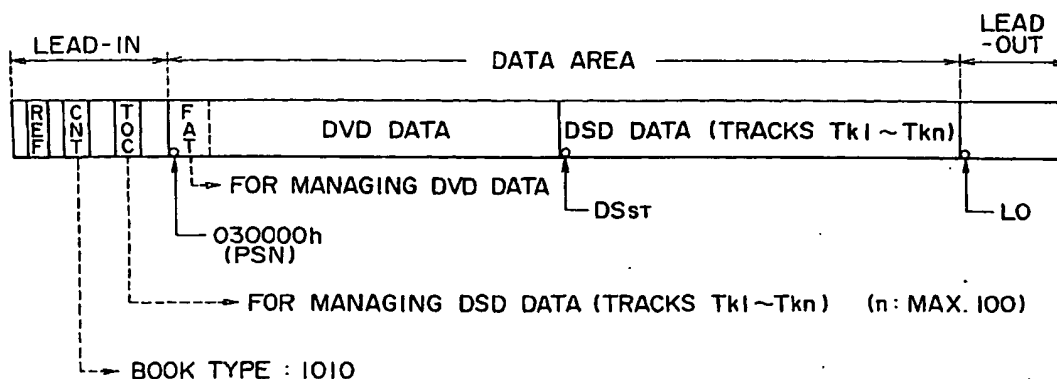 LEAD-IN
DATA AREA
LEAD
-OUT
REF
CNT
TOC
FAT
DVD DATA
DSD DATA (TRACKS Tk1~Tkn)
FOR MANAGING DVD DATA
DSST
LO
030000h
(PSN)
FOR MANAGING DSD DATA (TRACKS Tk1~Tkn) (n: MAX. 100)
BOOK TYPE : 1010